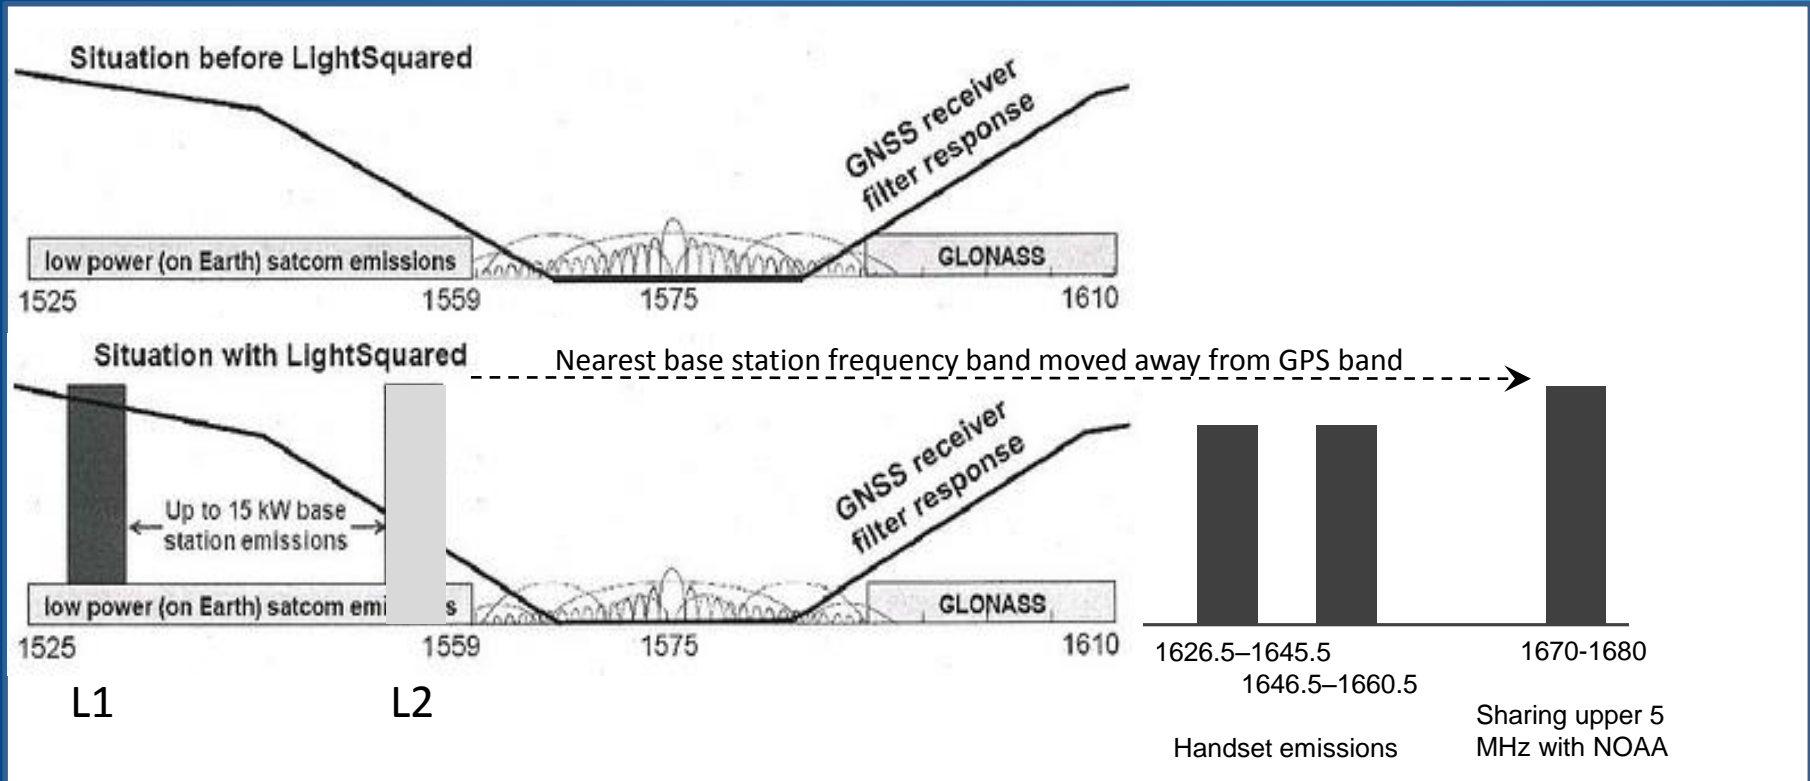 Situation before LightSquared
GNSS receiver
filter response
low power (on Earth) satcom emissions
GLONASS
1525
1559
1575
1610
Situation with LightSquared
Nearest base station frequency band moved away from GPS band
GNSS receiver
filter response
Up to 15 kW base
station emissions
low power (on Earth) satcom emi s
GLONASS
1525
1559
1575
1610
1626.5–1645.5
1670-1680
1646.5–1660.5
L1
L2
Sharing upper 5
MHz with NOAA
Handset emissions